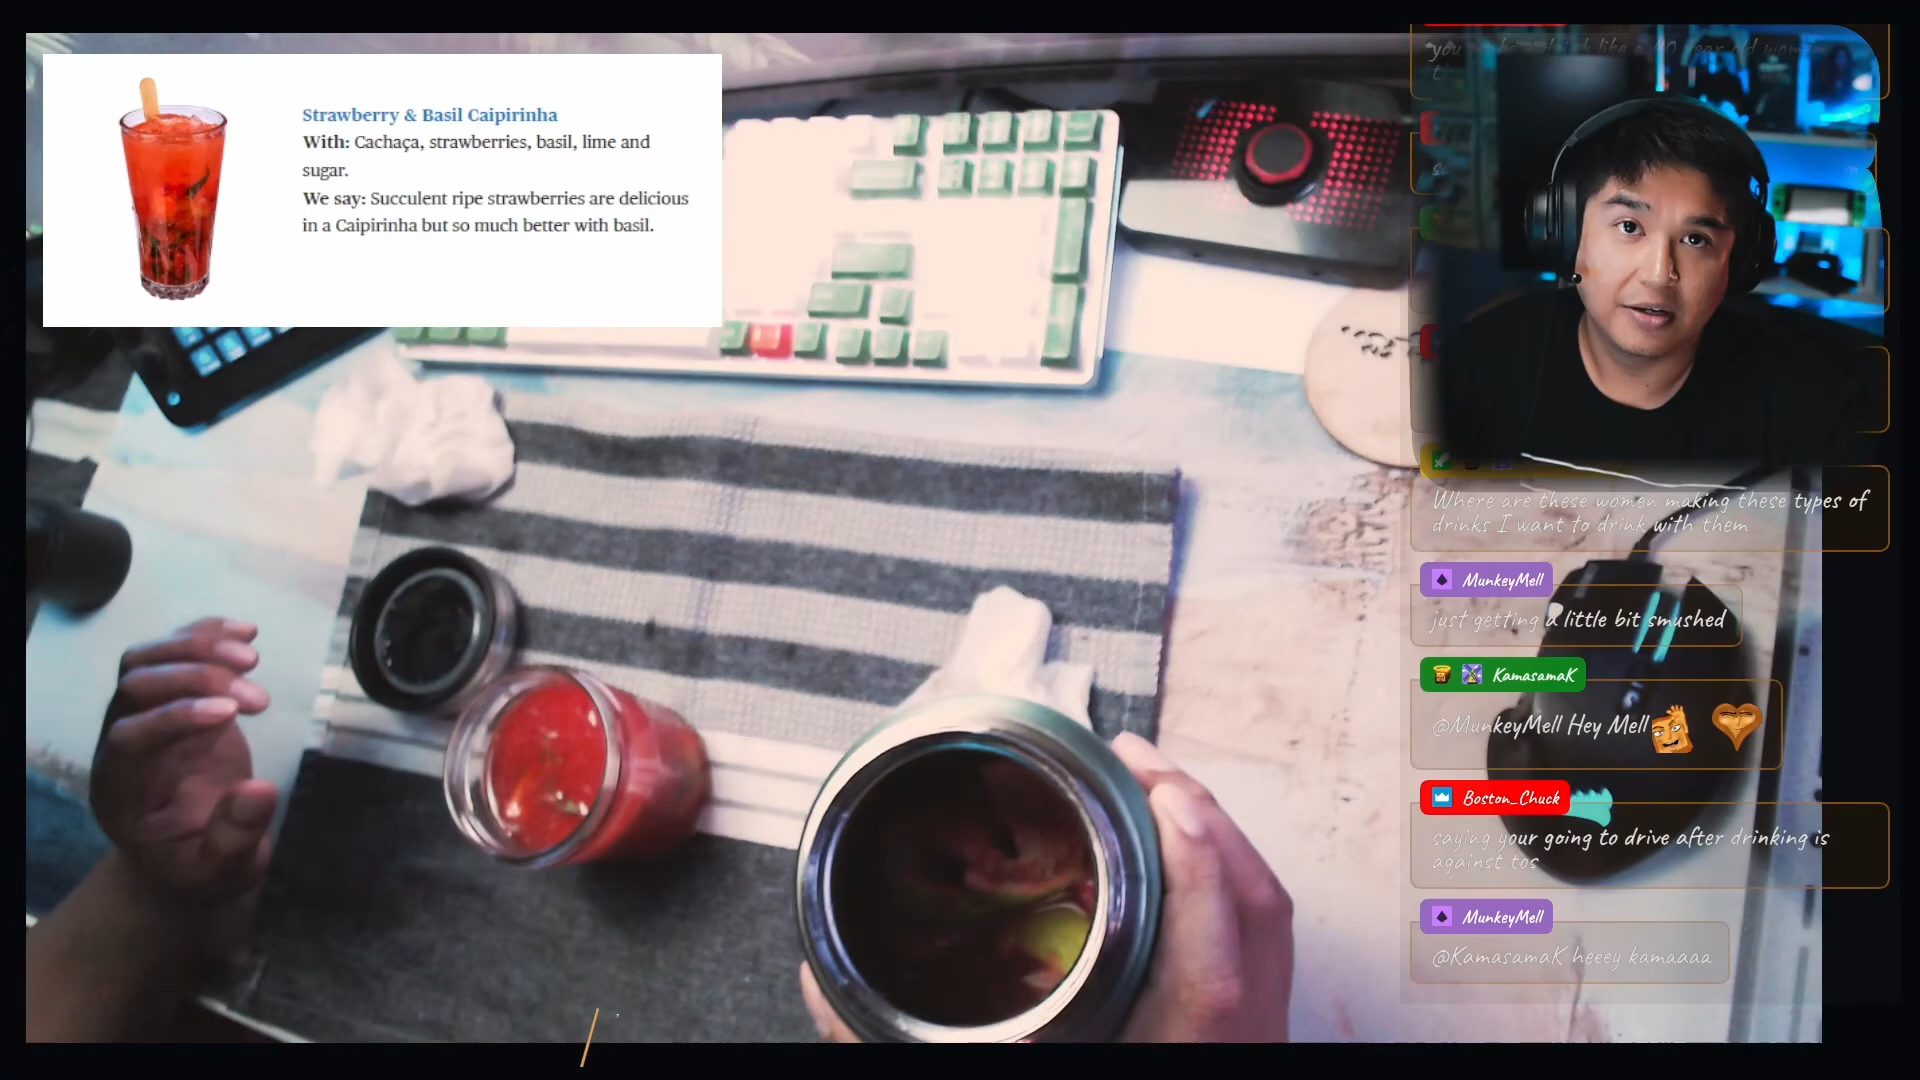 Strawberry & Basil Caipirinha
With: Cachaça, strawberries, basil, lime and
sugar.
We say: Succulent ripe strawberries are delicious
in a Caipirinha but so much better with basil.
Where are these women making these types of
drinks I want to drink with them
MunkeyMell
just getting a little bit smushed
KamasamaK
@MunkeyMell Hey Mell
Boston_Chuck
saying your going to drive after drinking is
against tos
MunkeyMell
@KamasamaK heeey kamaaaa